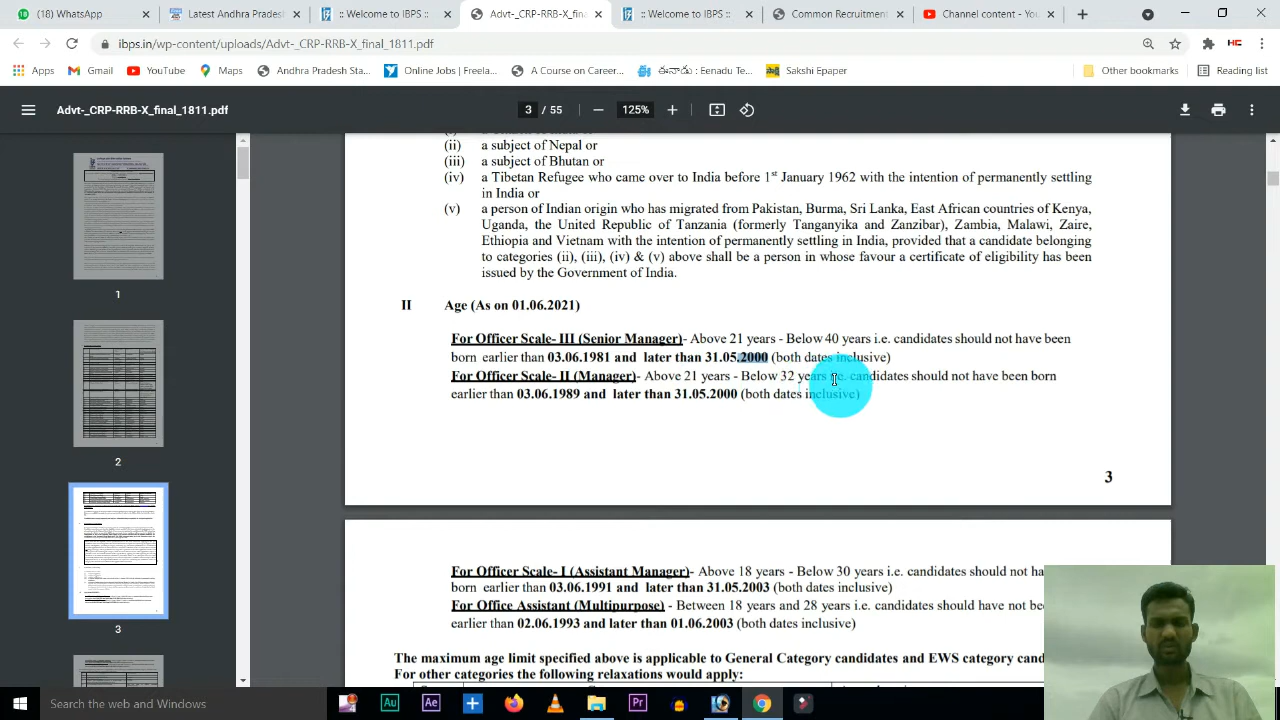 (18) WhatsApp
Latest Andhra Pradesh
:: Welcome to IBPS ::
Advt-_CRP-RRB-X_fina
:: Welcome to IBPS ::
Common Recruitment
Channel content - You
ibps.in/wp-content/uploads/Advt-_CRP-RRB-X_final_1811.pdf
Apps
Gmail
YouTube
Maps
Andhra Pradesh Sta...
Online Jobs | Freela...
A Course on Career...
Eenadu Te...
Sakshi Epaper
Other bookmarks
Reading list
Advt-_CRP-RRB-X_final_1811.pdf
3 / 55
125%
1
2
3
(ii) a subject of Nepal or
(iii) a subject of Bhutan or
(iv) a Tibetan Refugee who came over to India before 1st January 1962 with the intention of permanently settling
in India or
(v) a person of Indian origin who has migrated from Pakistan, Burma, Sri Lanka, East African countries of Kenya,
Uganda, the United Republic of Tanzania (formerly Tanganyika and Zanzibar), Zambia, Malawi, Zaire,
Ethiopia and Vietnam with the intention of permanently settling in India, provided that a candidate belonging
to categories (ii), (iii), (iv) & (v) above shall be a person in whose favour a certificate of eligibility has been
issued by the Government of India.
II Age (As on 01.06.2021)
For Officer Scale- III (Senior Manager)- Above 21 years - Below 40 years i.e. candidates should not have been
born earlier than 03.06.1981 and later than 31.05.2000 (both dates inclusive)
For Officer Scale- II (Manager)- Above 21 years - Below 32 years i.e. candidates should not have been born
earlier than 03.06.1989 and later than 31.05.2000 (both dates inclusive)
3
For Officer Scale- I (Assistant Manager)- Above 18 years - Below 30 years i.e. candidates should not ha
born earlier than 03.06.1991 and later than 31.05.2003 (both dates inclusive)
For Office Assistant (Multipurpose) - Between 18 years and 28 years i.e. candidates should have not be
earlier than 02.06.1993 and later than 01.06.2003 (both dates inclusive)
The maximum age limit specified above is applicable to General Category candidates and EWS category cand
For other categories the following relaxations would apply:
Search the web and Windows